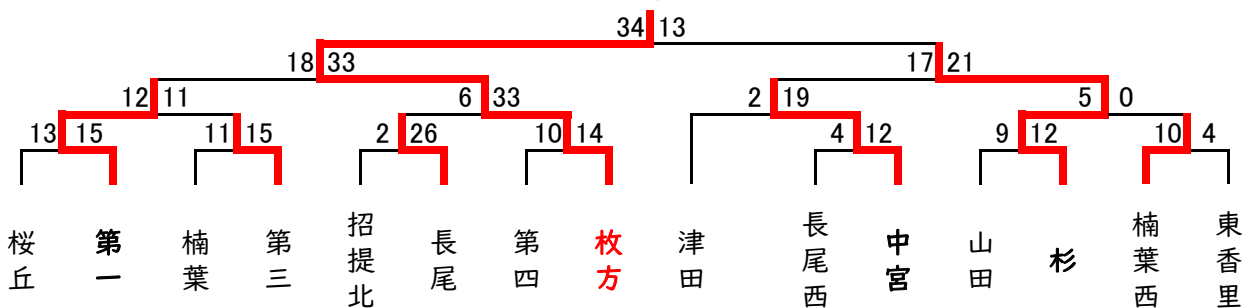 34 13
18 33 17 21
12 11 6 33 2 19 5 0
13 15 11 15 2 26 10 14 4 12 9 12 10 4
桜丘
第一
楠葉
第三
招提北
長尾
第四
枚方
津田
長尾西
中宮
山田
杉
楠葉西
東香里